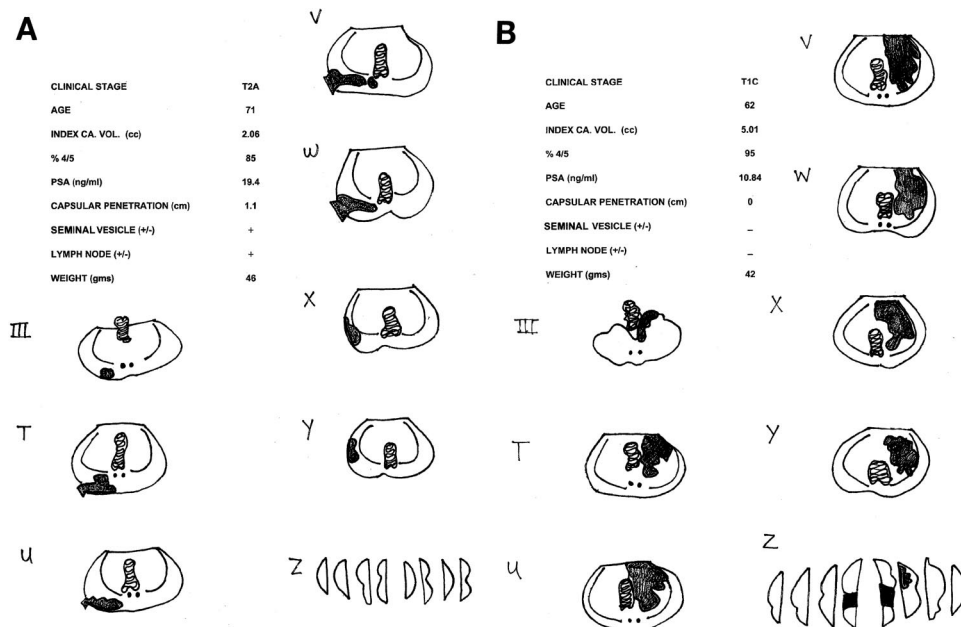 A
CLINICAL STAGE T2A
AGE 71
INDEX CA. VOL. (cc) 2.06
% 4/5 85
PSA (ng/ml) 19.4
CAPSULAR PENETRATION (cm) 1.1
SEMINAL VESICLE (+/-) +
LYMPH NODE (+/-) +
WEIGHT (gms) 46
III
T
U
V
W
X
Y
Z
B
CLINICAL STAGE T1C
AGE 62
INDEX CA. VOL. (cc) 5.01
% 4/5 95
PSA (ng/ml) 10.84
CAPSULAR PENETRATION (cm) 0
SEMINAL VESICLE (+/-) –
LYMPH NODE (+/-) –
WEIGHT (gms) 42
III
T
U
V
W
X
Y
Z